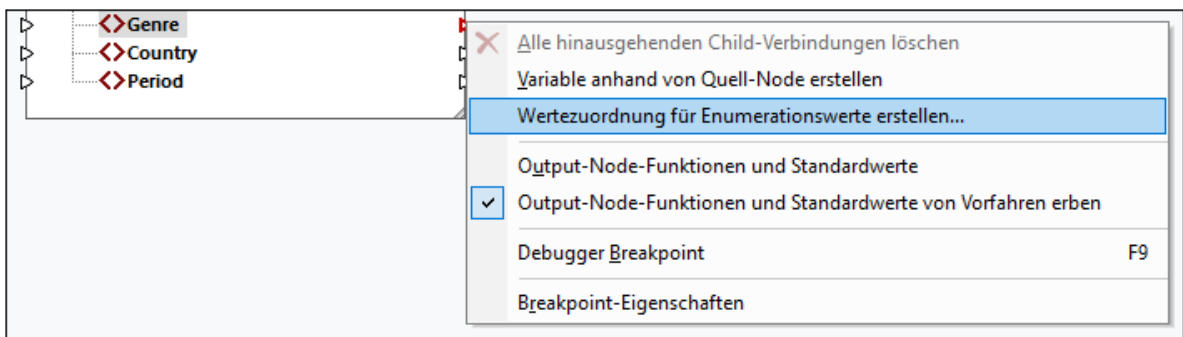 <>Genre
<>Country
<>Period
Alle hinausgehenden Child-Verbindungen löschen
Variable anhand von Quell-Node erstellen
Wertezuordnung für Enumerationswerte erstellen...
Output-Node-Funktionen und Standardwerte
Output-Node-Funktionen und Standardwerte von Vorfahren erben
Debugger Breakpoint F9
Breakpoint-Eigenschaften